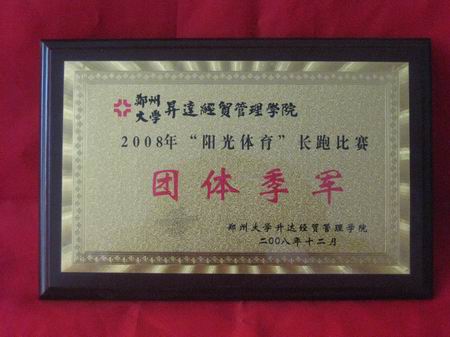 郑州大学昇達經貿管理學院
2008年“阳光体育”长跑比赛
团体季军
郑州大学升达经贸管理学院
二〇〇八年十二月